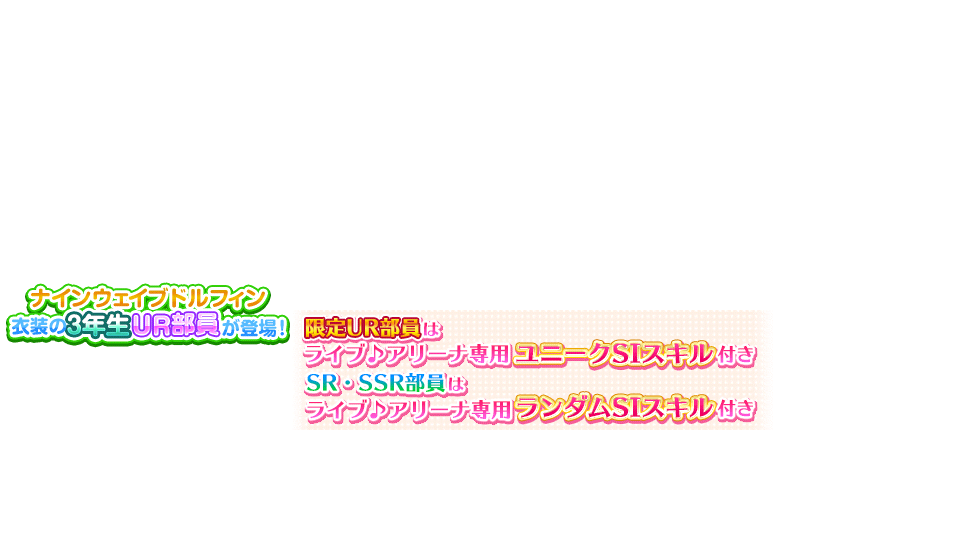 ナインウェイブドルフィン
衣装の3年生UR部員が登場!
限定UR部員は
ライブ♪アリーナ専用ユニークSIスキル付き
SR・SSR部員は
ライブ♪アリーナ専用ランダムSIスキル付き